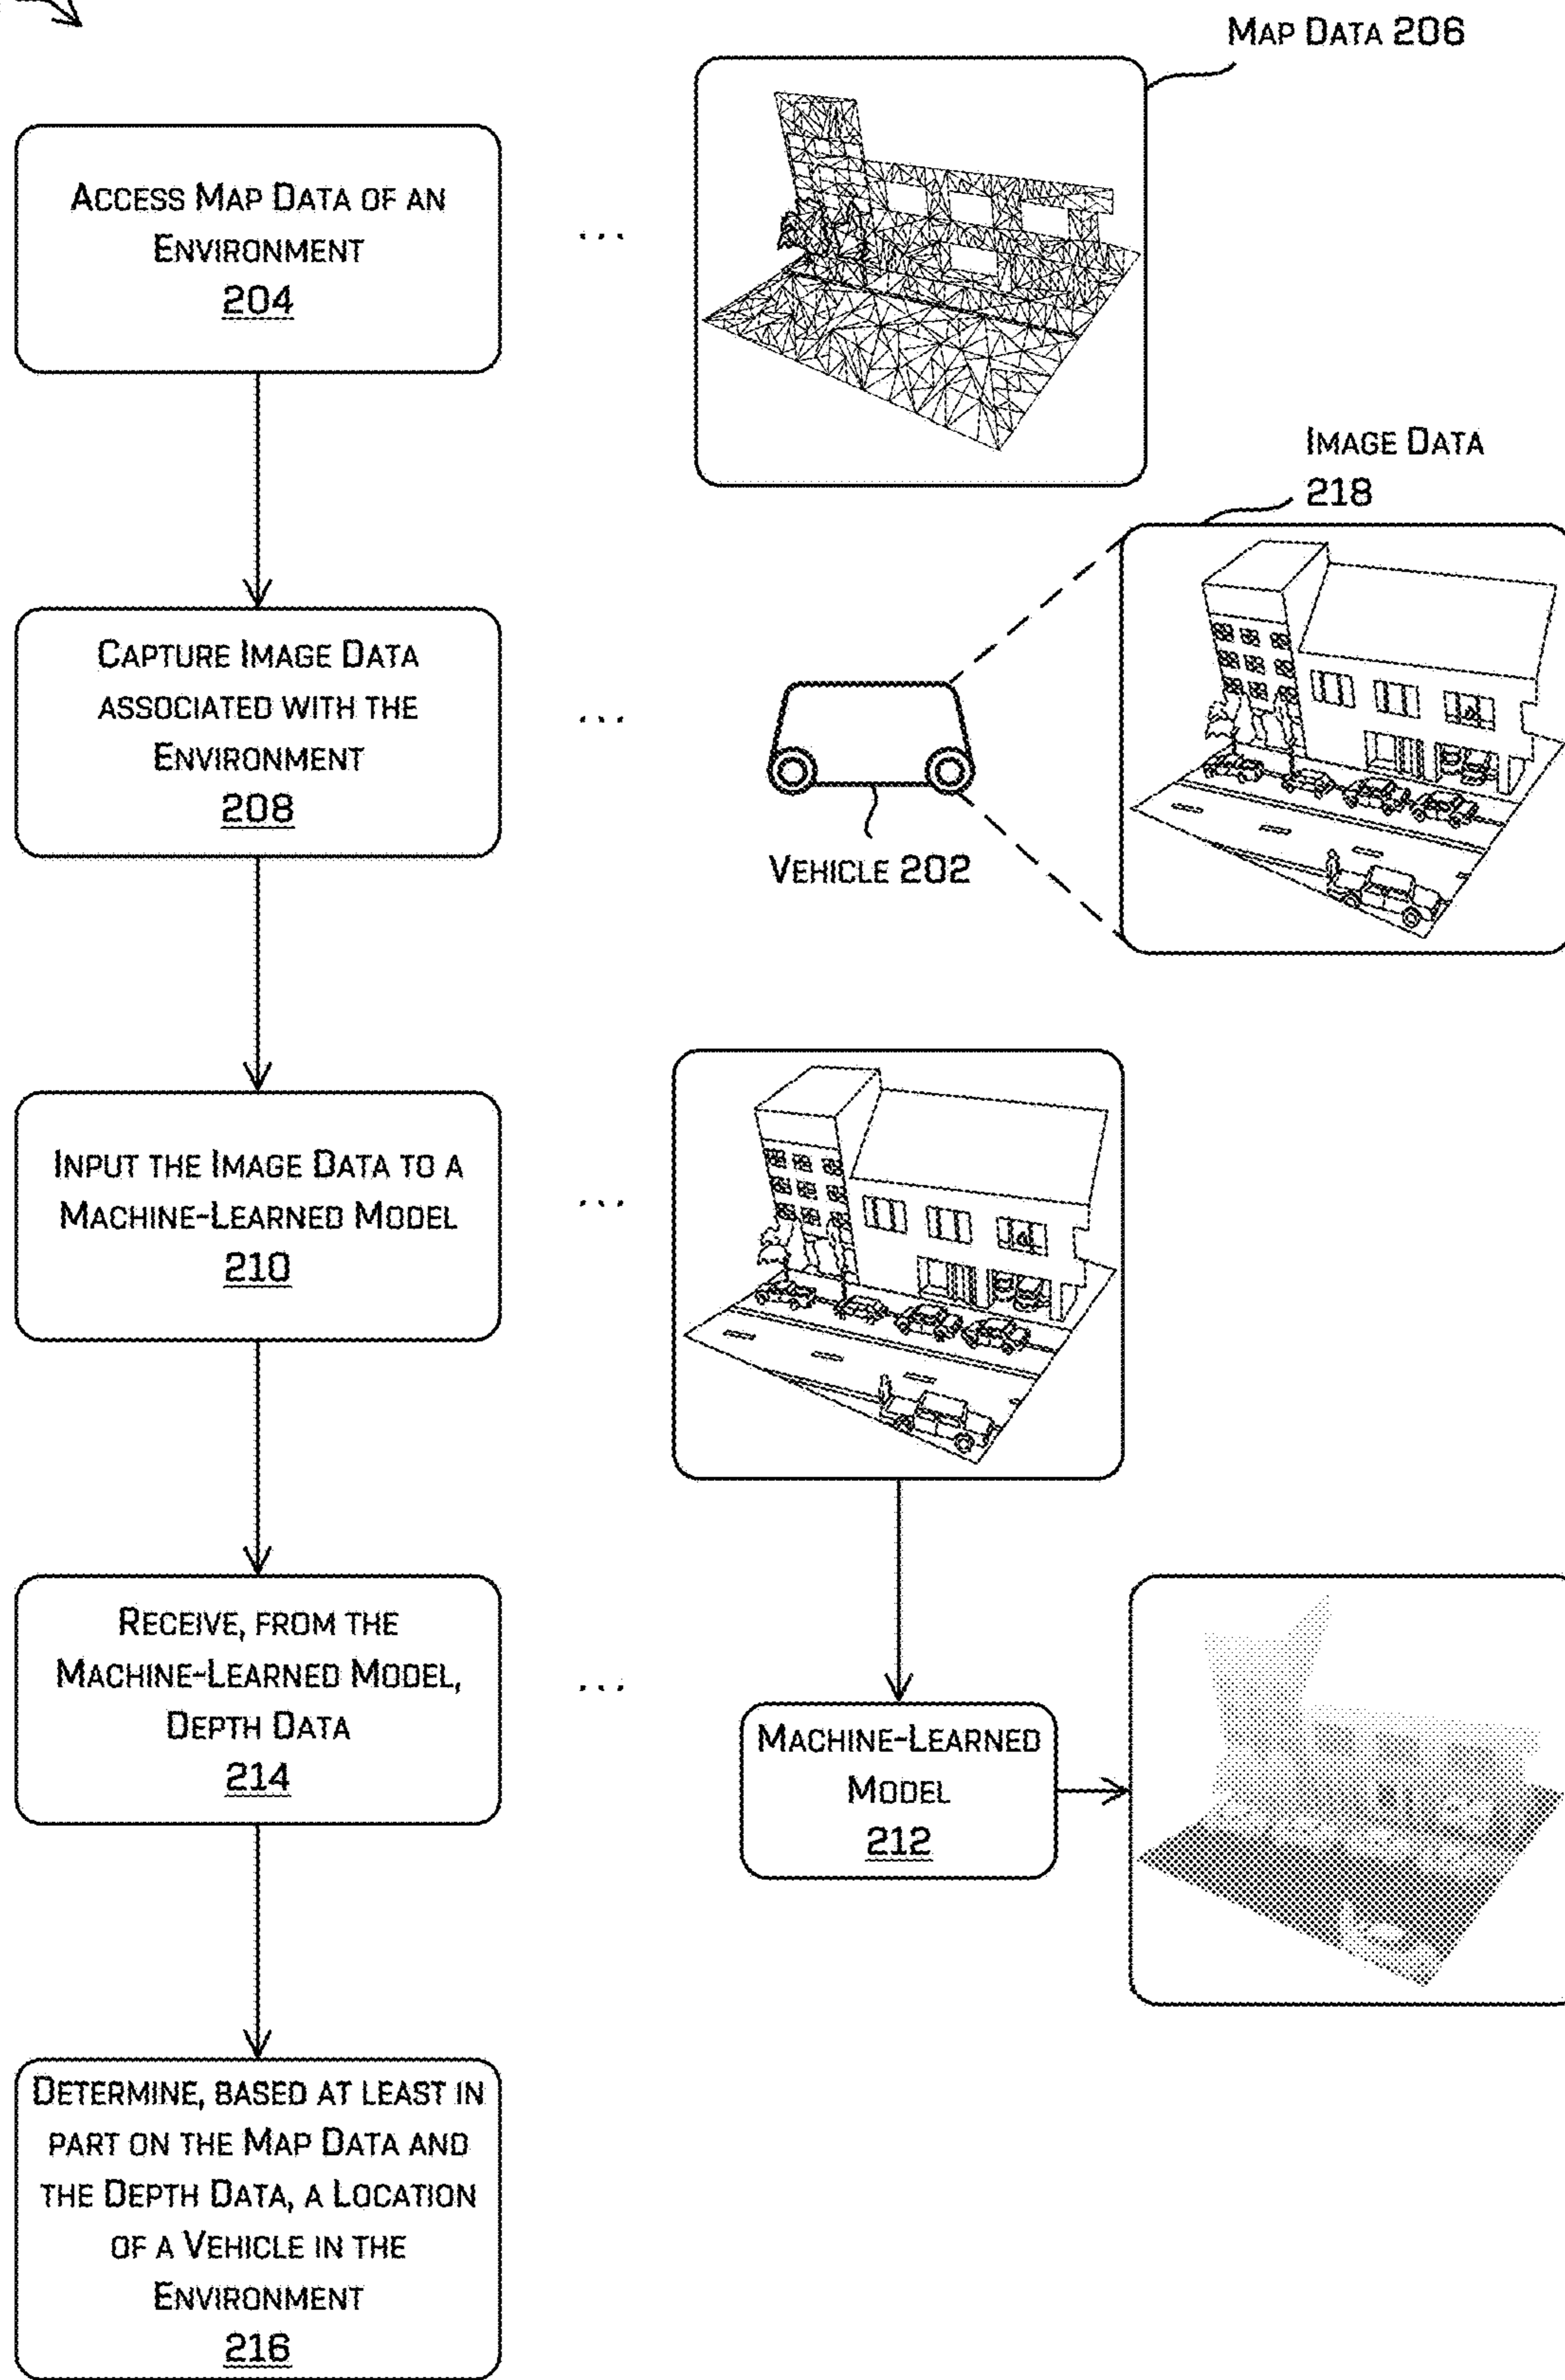 MAP DATA 206
ACCESS MAP DATA OF AN
ENVIRONMENT
204
...
IMAGE DATA
218
CAPTURE IMAGE DATA
ASSOCIATED WITH THE
ENVIRONMENT
208
...
VEHICLE 202
INPUT THE IMAGE DATA TO A
MACHINE-LEARNED MODEL
210
...
RECEIVE, FROM THE
MACHINE-LEARNED MODEL,
DEPTH DATA
214
...
MACHINE-LEARNED
MODEL
212
DETERMINE, BASED AT LEAST IN
PART ON THE MAP DATA AND
THE DEPTH DATA, A LOCATION
OF A VEHICLE IN THE
ENVIRONMENT
216